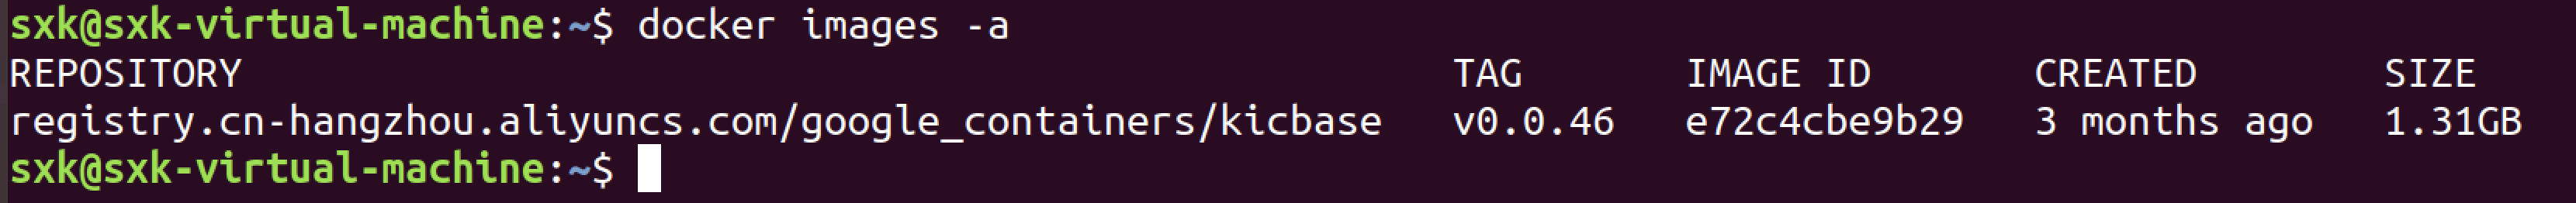 sxk@sxk-virtual-machine:~$ docker images -a
REPOSITORY TAG IMAGE ID CREATED SIZE
registry.cn-hangzhou.aliyuncs.com/google_containers/kicbase v0.0.46 e72c4cbe9b29 3 months ago 1.31GB
sxk@sxk-virtual-machine:~$